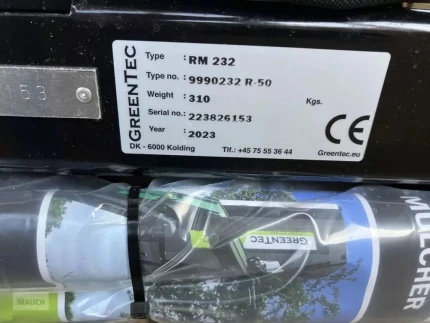 153
GREENTEC
Type : RM 232
Type no. : 9990232 R-50
Weight : 310 Kgs.
Serial no.: 223826153
Year : 2023
DK - 6000 Kolding Tlf.: +45 75 55 36 44
CE
Greentec.eu
GREENTEC
MULCHER
MAUCH